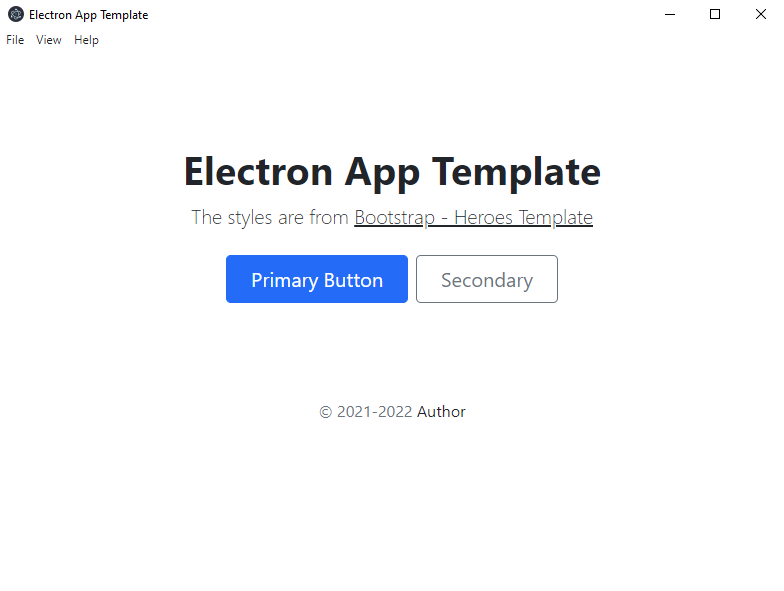 Electron App Template
File View Help
Electron App Template
The styles are from Bootstrap - Heroes Template
Primary Button Secondary
© 2021-2022 Author